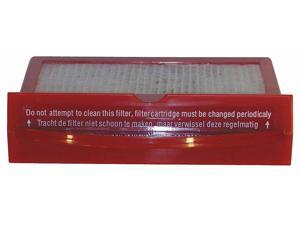 Do not attempt to clean this filter, filtercartridge must be changed periodicaly
↑ Tracht de filter niet schoon te maken, maar verwissel deze regelmatig ↑